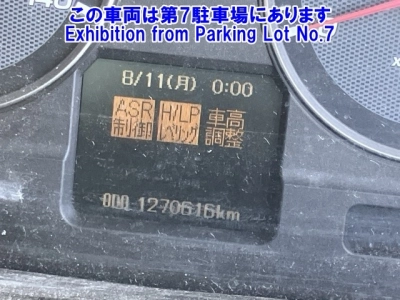 この車両は第7駐車場にあります
Exhibition from Parking Lot No.7
140
8/11(月) 0:00
ASR H/LP 車高
制御 レベリング 調整
ODO 1270616km